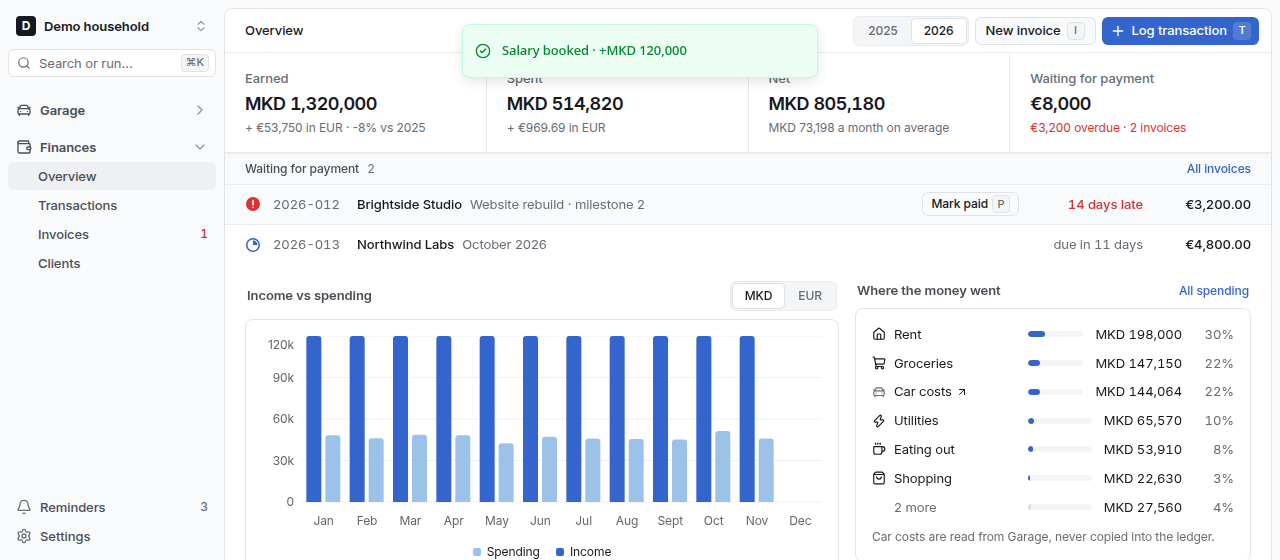 Demo household
Search or run...
⌘K
Garage
Finances
Overview
Transactions
Invoices 1
Clients
Reminders 3
Settings
Overview
2025 2026
New invoice I
Log transaction T
Salary booked · +MKD 120,000
Earned
MKD 1,320,000
+ €53,750 in EUR · -8% vs 2025
Spent
MKD 514,820
+ €969.69 in EUR
Net
MKD 805,180
MKD 73,198 a month on average
Waiting for payment
€8,000
€3,200 overdue · 2 invoices
Waiting for payment 2
All invoices
2026-012 Brightside Studio Website rebuild · milestone 2 Mark paid P 14 days late €3,200.00
2026-013 Northwind Labs October 2026 due in 11 days €4,800.00
Income vs spending
MKD EUR
120k
90k
60k
30k
0
Jan Feb Mar Apr May Jun Jul Aug Sept Oct Nov Dec
Spending Income
Where the money went
All spending
Rent MKD 198,000 30%
Groceries MKD 147,150 22%
Car costs MKD 144,064 22%
Utilities MKD 65,570 10%
Eating out MKD 53,910 8%
Shopping MKD 22,630 3%
2 more MKD 27,560 4%
Car costs are read from Garage, never copied into the ledger.